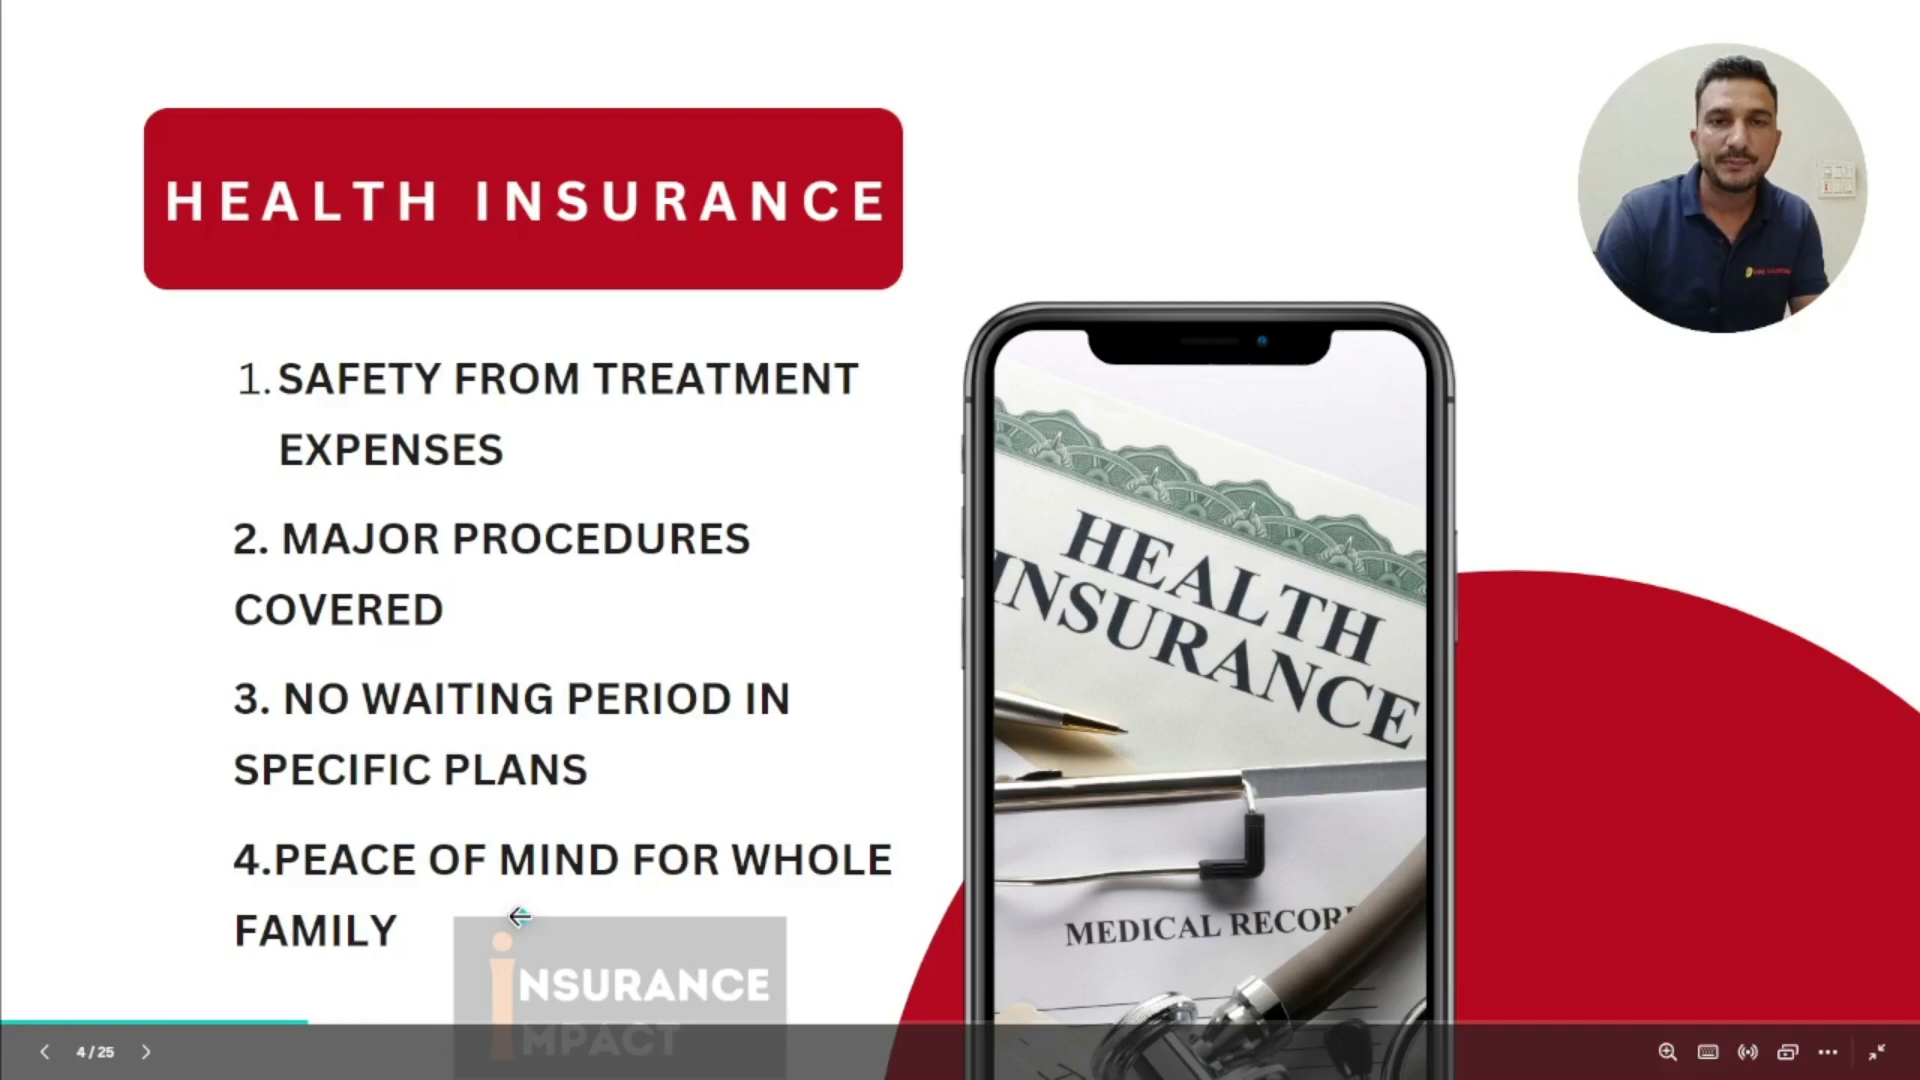 HEALTH INSURANCE
1. SAFETY FROM TREATMENT
EXPENSES
2. MAJOR PROCEDURES
COVERED
3. NO WAITING PERIOD IN
SPECIFIC PLANS
4.PEACE OF MIND FOR WHOLE
FAMILY
HEALTH
INSURANCE
MEDICAL RECOR
iNSURANCE
iMPACT
4 / 25